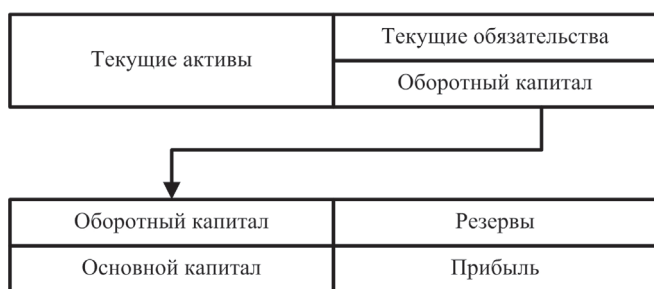 Текущие активы
Текущие обязательства
Оборотный капитал
Оборотный капитал
Резервы
Основной капитал
Прибыль